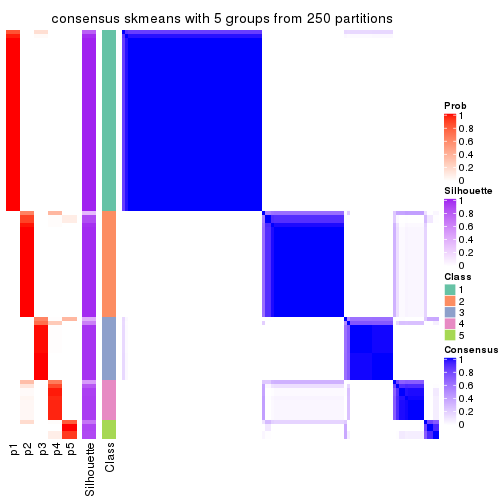 consensus skmeans with 5 groups from 250 partitions
Prob
1
0.8
0.6
0.4
0.2
0
Silhouette
1
0.8
0.6
0.4
0.2
0
Class
1
2
3
4
5
Consensus
1
0.8
0.6
0.4
0.2
0
p1
p2
p3
p4
p5
Silhouette
Class